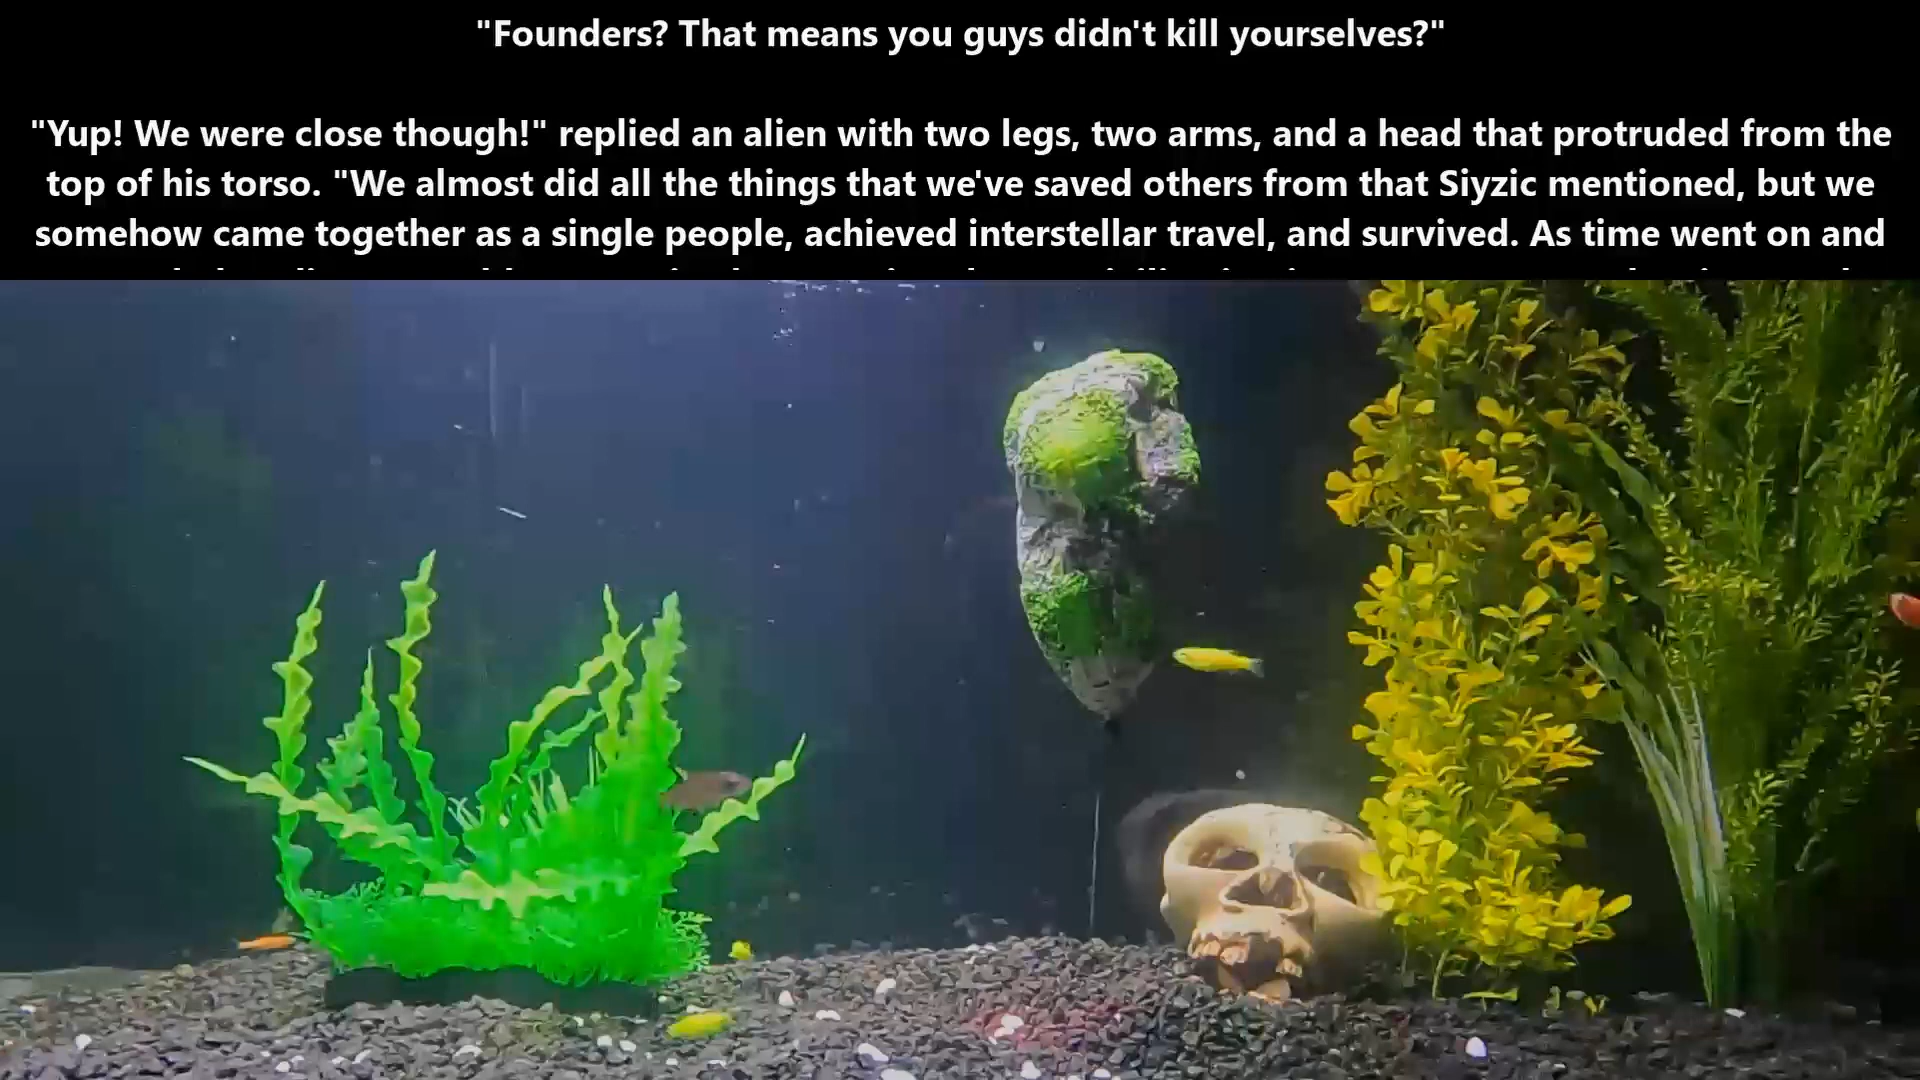 "Founders? That means you guys didn't kill yourselves?"
"Yup! We were close though!" replied an alien with two legs, two arms, and a head that protruded from the
top of his torso. "We almost did all the things that we've saved others from that Siyzic mentioned, but we
somehow came together as a single people, achieved interstellar travel, and survived. As time went on and